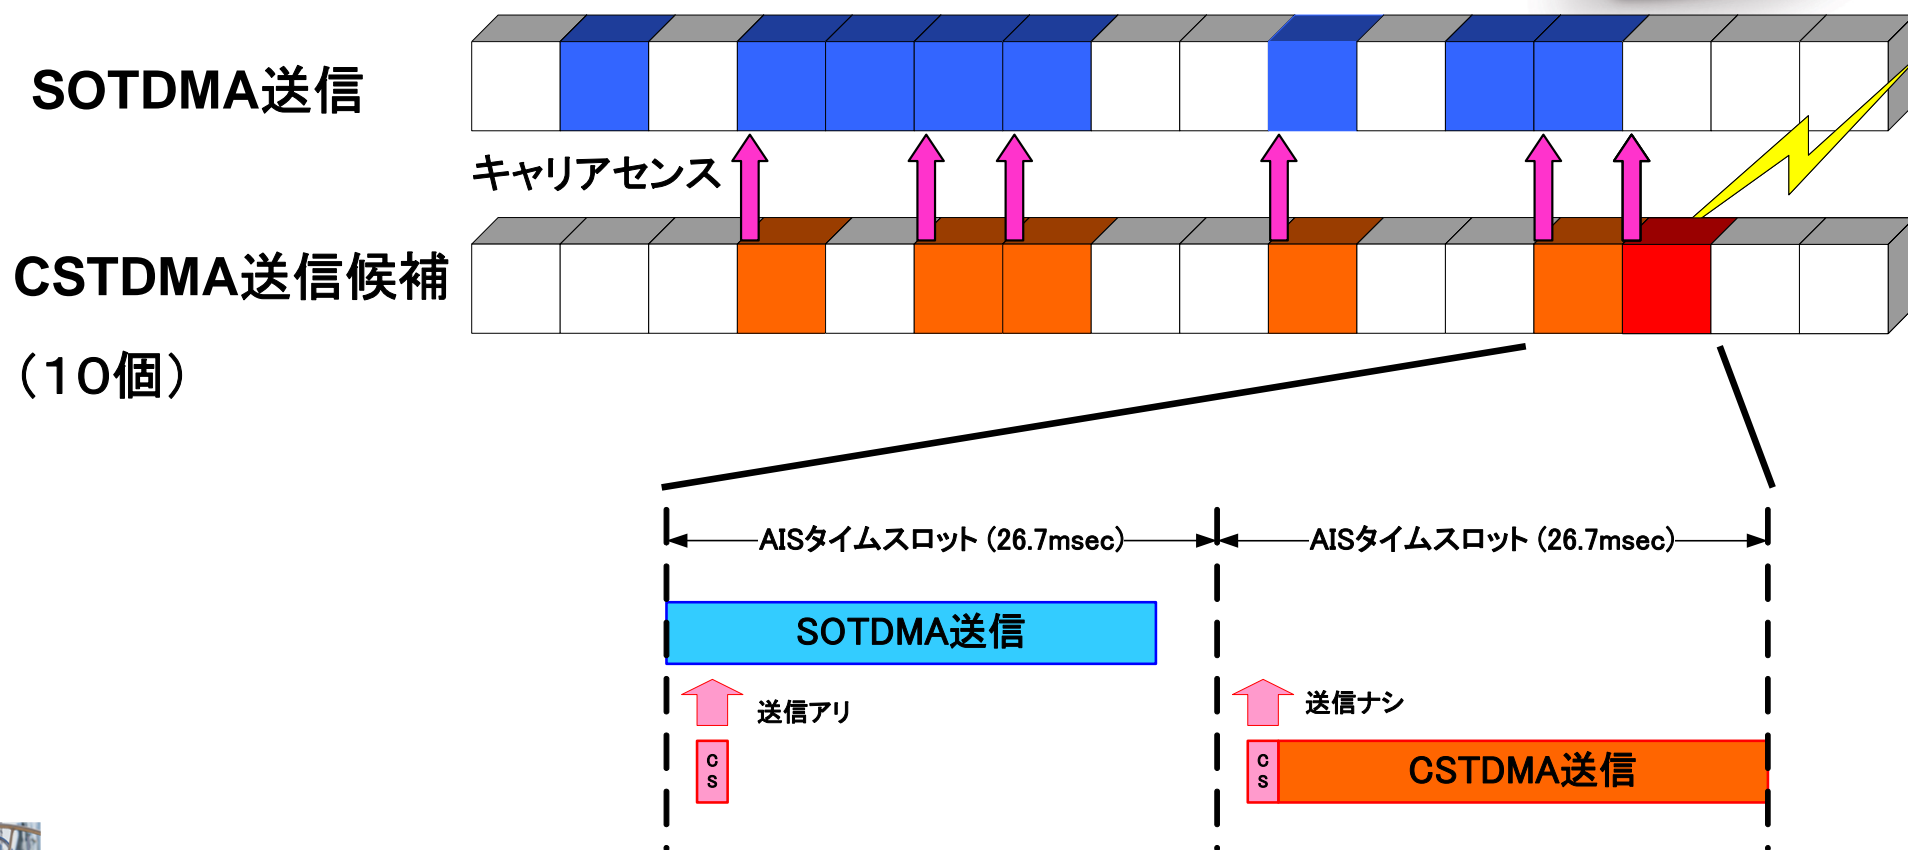 SOTDMA送信
キャリアセンス
CSTDMA送信候補
（１０個）
AISタイムスロット (26.7msec)
AISタイムスロット (26.7msec)
SOTDMA送信
送信アリ
送信ナシ
CS
CS
CSTDMA送信